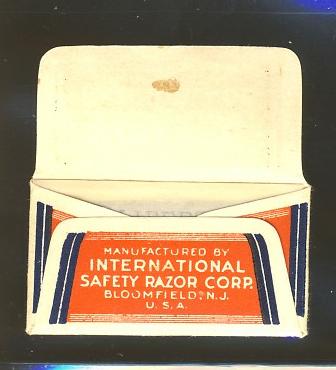 MANUFACTURED BY
INTERNATIONAL
SAFETY RAZOR CORP.
BLOOMFIELD, N.J.
U.S.A.